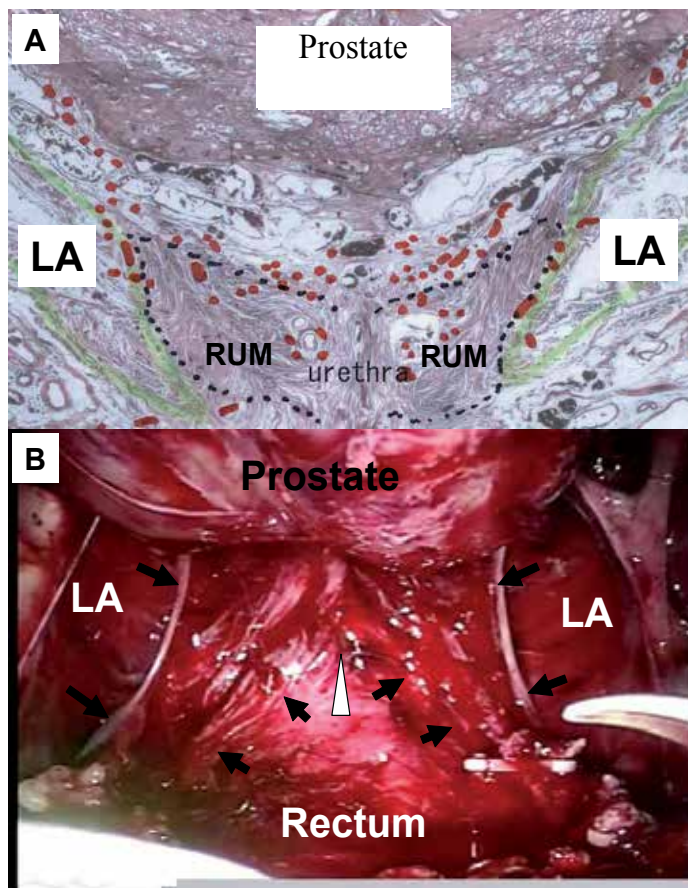 A
Prostate
LA
LA
RUM
RUM
urethra
B
Prostate
LA
LA
Rectum